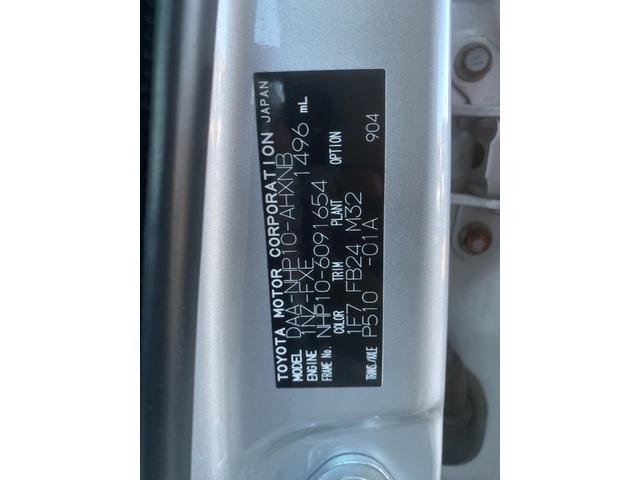 TOYOTA MOTOR CORPORATION JAPAN
MODEL DAA-NHP10-AHXNB
ENGINE 1NZ-FXE 1496 mL
FRAME No. NHP10-6091654
COLOR TRIM PLANT OPTION
1F7 FB24 M32 904
TRANS./AXLE P510 -01A